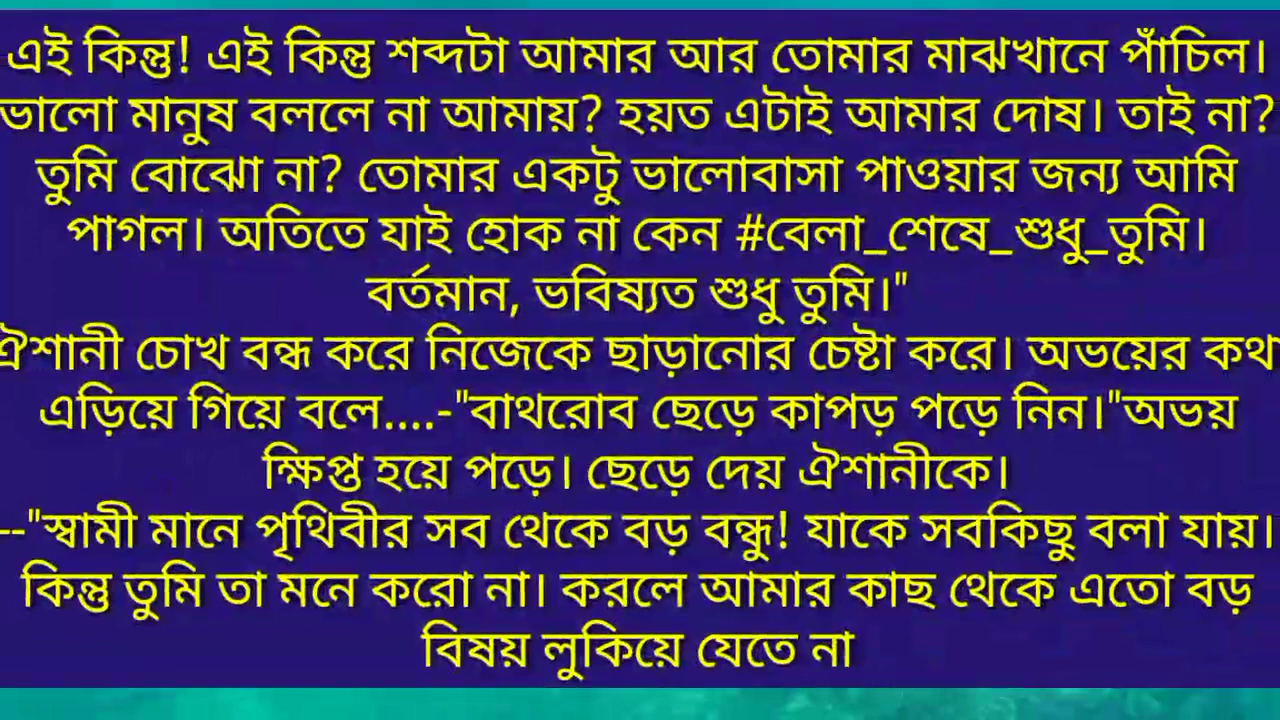 এই কিন্তু! এই কিন্তু শব্দটা আমার আর তোমার মাঝখানে পাঁচিল।
ভালো মানুষ বললে না আমায়? হয়ত এটাই আমার দোষ। তাই না?
তুমি বোঝো না? তোমার একটু ভালোবাসা পাওয়ার জন্য আমি
পাগল। অতিতে যাই হোক না কেন #বেলা_শেষে_শুধু_তুমি।
বর্তমান, ভবিষ্যত শুধু তুমি।"
ঐশানী চোখ বন্ধ করে নিজেকে ছাড়ানোর চেষ্টা করে। অভয়ের কথ
এড়িয়ে গিয়ে বলে....-"বাথরোব ছেড়ে কাপড় পড়ে নিন।"অভয়
ক্ষিপ্ত হয়ে পড়ে। ছেড়ে দেয় ঐশানীকে।
--"স্বামী মানে পৃথিবীর সব থেকে বড় বন্ধু! যাকে সবকিছু বলা যায়।
কিন্তু তুমি তা মনে করো না। করলে আমার কাছ থেকে এতো বড়
বিষয় লুকিয়ে যেতে না